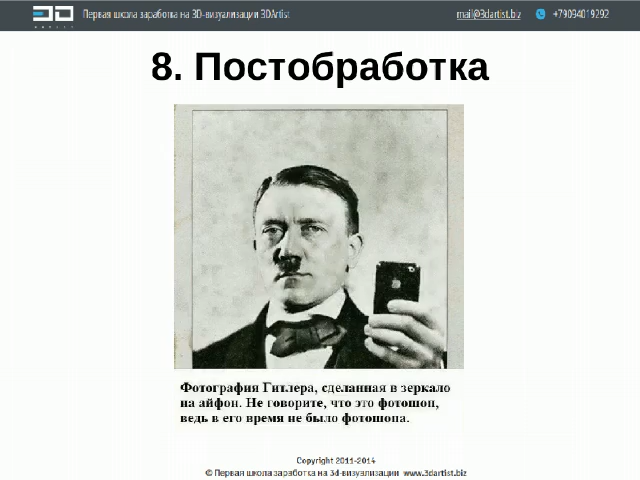 3D Первая школа заработка на 3D-визуализации 3DArtist mail@3dartist.biz +79094019292
8. Постобработка
Фотография Гитлера, сделанная в зеркало
на айфон. Не говорите, что это фотошоп,
ведь в его время не было фотошопа.
Copyright 2011-2014
© Первая школа заработка на 3d-визуализации www.3dartist.biz